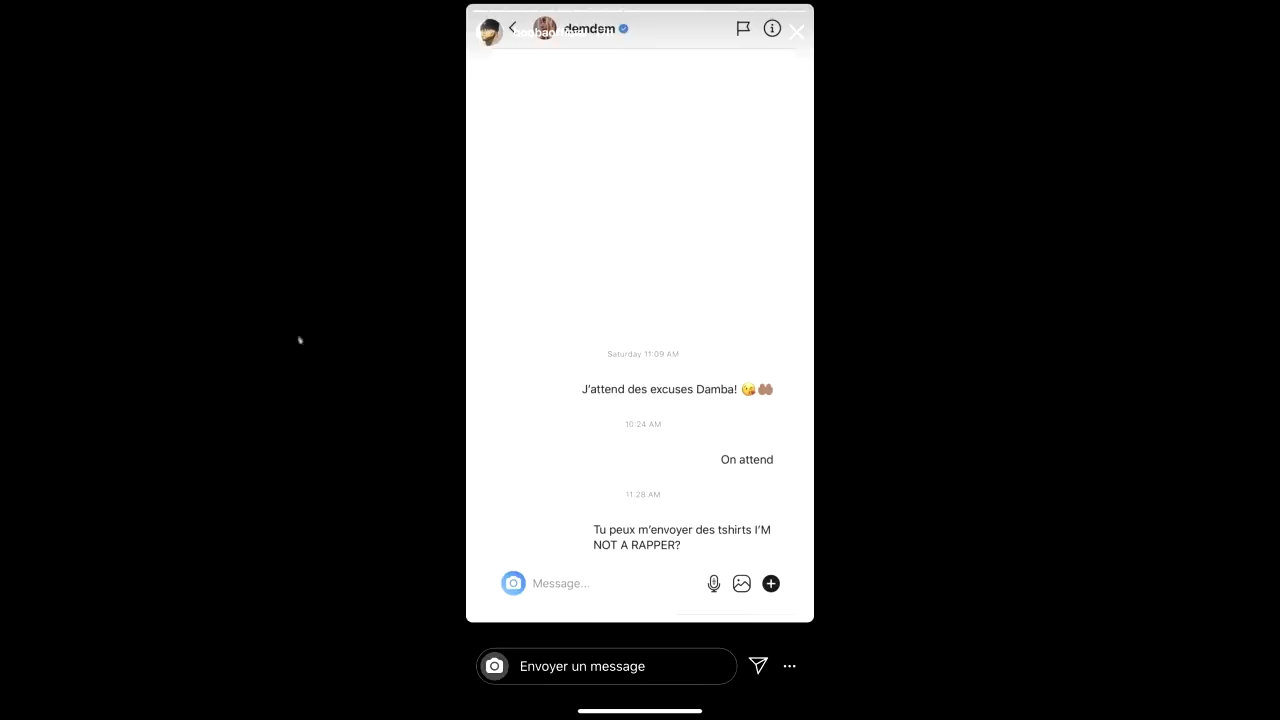 demdem
Saturday 11:09 AM
J'attend des excuses Damba! 😘🤲🏾
10:24 AM
On attend
11:28 AM
Tu peux m'envoyer des tshirts I'M
NOT A RAPPER?
Message...
Envoyer un message